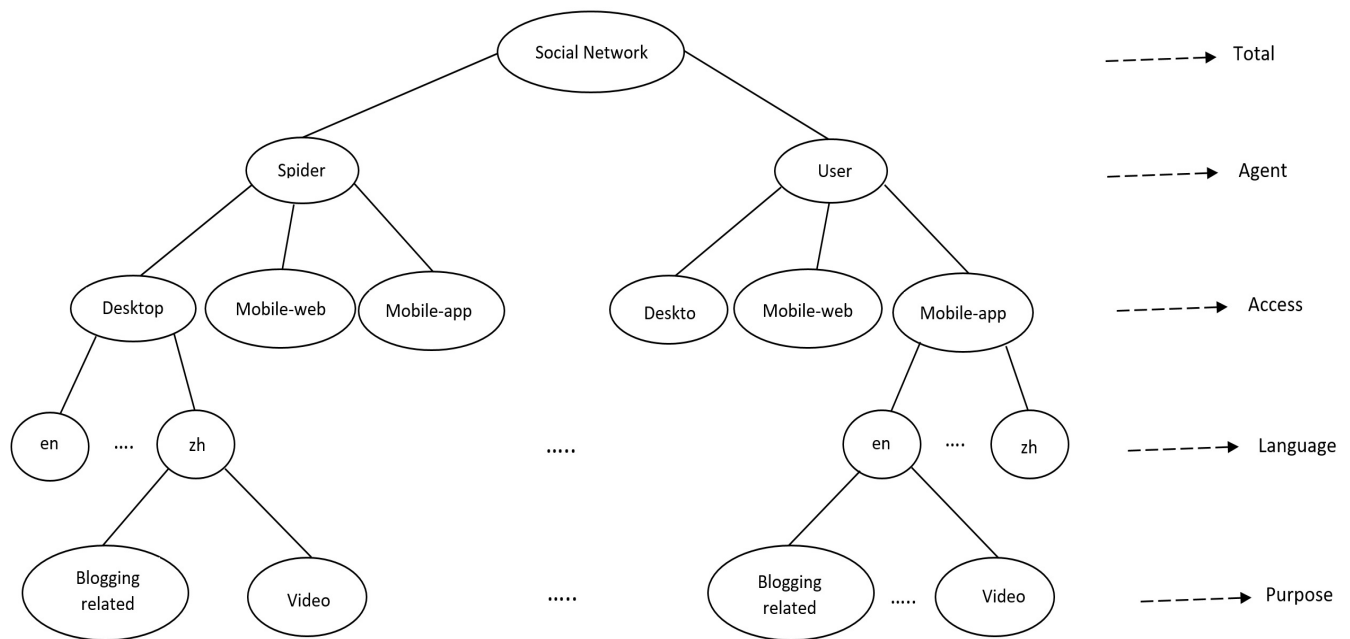 Social Network
Total
Spider
User
Agent
Desktop
Mobile-web
Mobile-app
Deskto
Mobile-web
Mobile-app
Access
en
....
zh
.....
en
....
zh
Language
Blogging
related
Video
.....
Blogging
related
.....
Video
Purpose